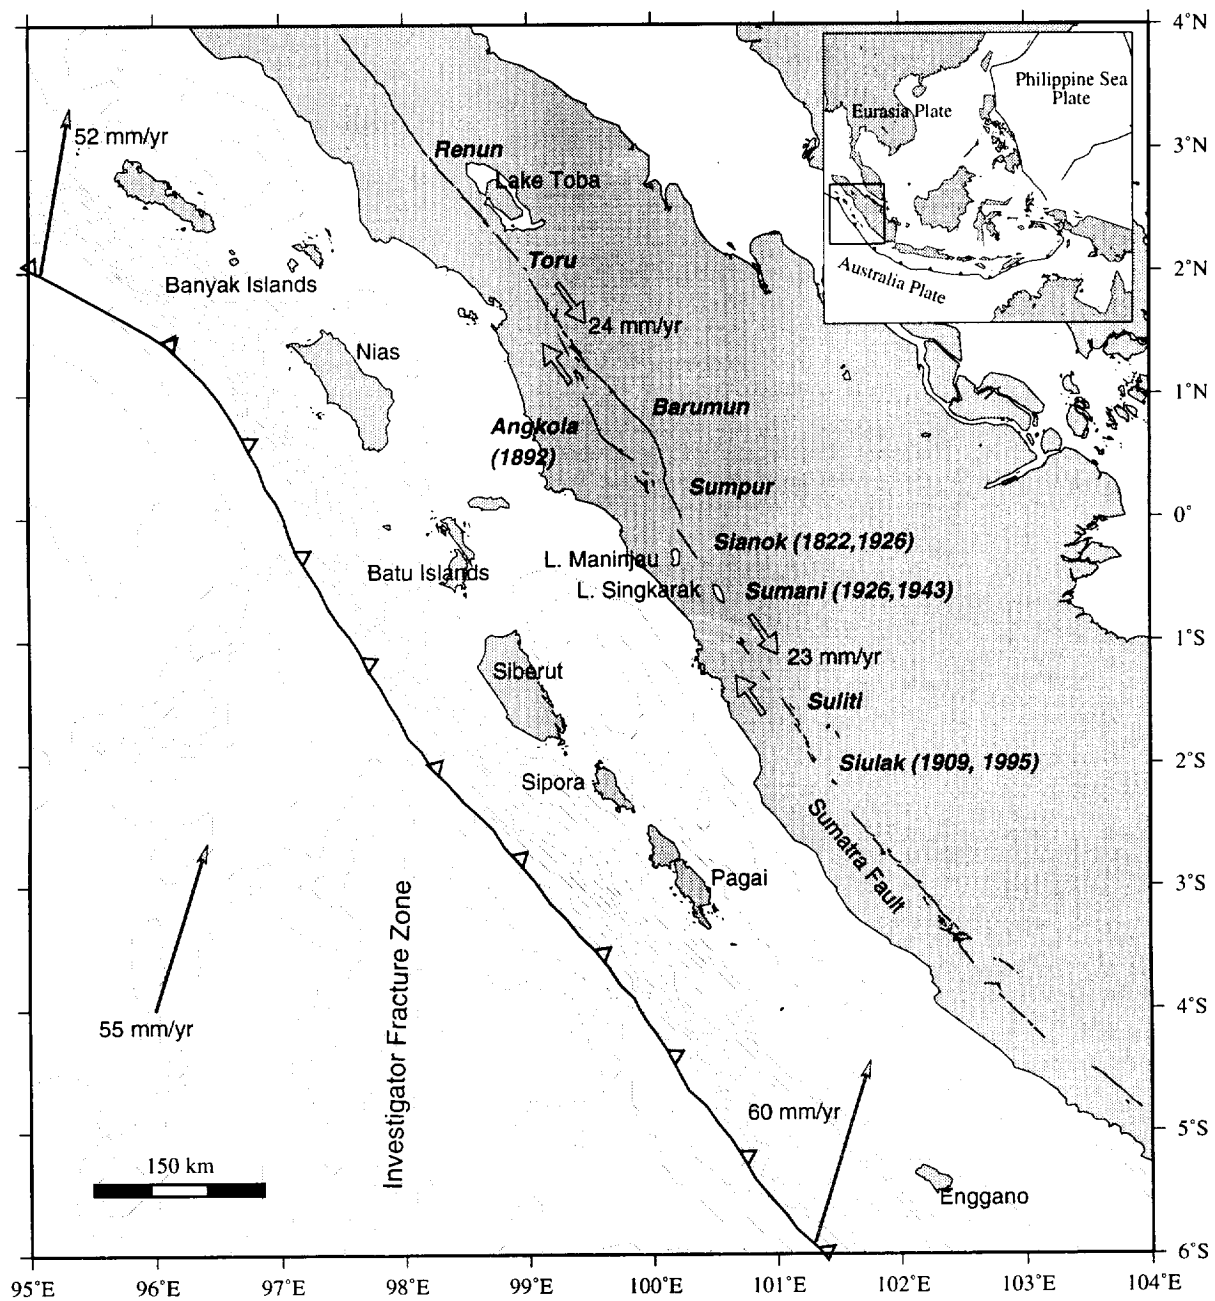 4°N
Philippine Sea
Plate
Eurasia Plate
52 mm/yr
3°N
Renun
Lake Toba
Toru
2°N
Banyak Islands
Australia Plate
24 mm/yr
Nias
1°N
Barumun
Angkola
(1892)
Sumpur
0°
Sianok (1822,1926)
L. Maninjau
Batu Islands
L. Singkarak
Sumani (1926,1943)
1°S
23 mm/yr
Siberut
Suliti
2°S
Siulak (1909, 1995)
Sipora
Sumatra Fault
Pagai
3°S
Investigator Fracture Zone
4°S
55 mm/yr
60 mm/yr
5°S
150 km
Enggano
6°S
95°E 96°E 97°E 98°E 99°E 100°E 101°E 102°E 103°E 104°E